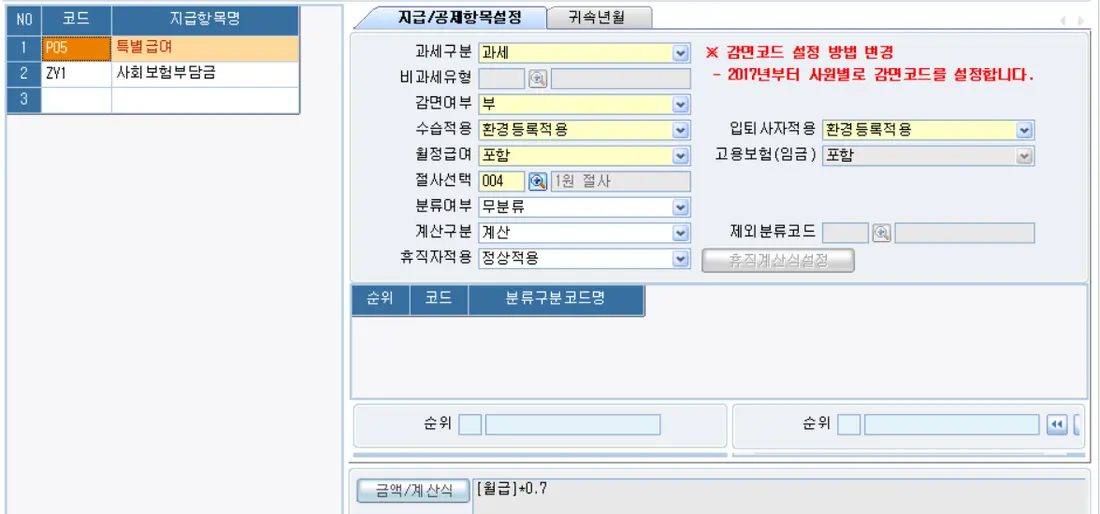 NO 코드 지급항목명
1 P05 특별급여
2 ZY1 사회보험부담금
3
지급/공제항목설정 귀속년월
과세구분 과세
※ 감면코드 설정 방법 변경
비과세유형
- 2017년부터 사원별로 감면코드를 설정합니다.
감면여부 부
수습적용 환경등록적용 입퇴사자적용 환경등록적용
월정급여 포함 고용보험(임금) 포함
절사선택 004 1원 절사
분류여부 무분류
계산구분 계산 제외분류코드
휴직자적용 정상적용 휴직계산식설정
순위 코드 분류구분코드명
순위 순위
금액/계산식 [월급]*0.7